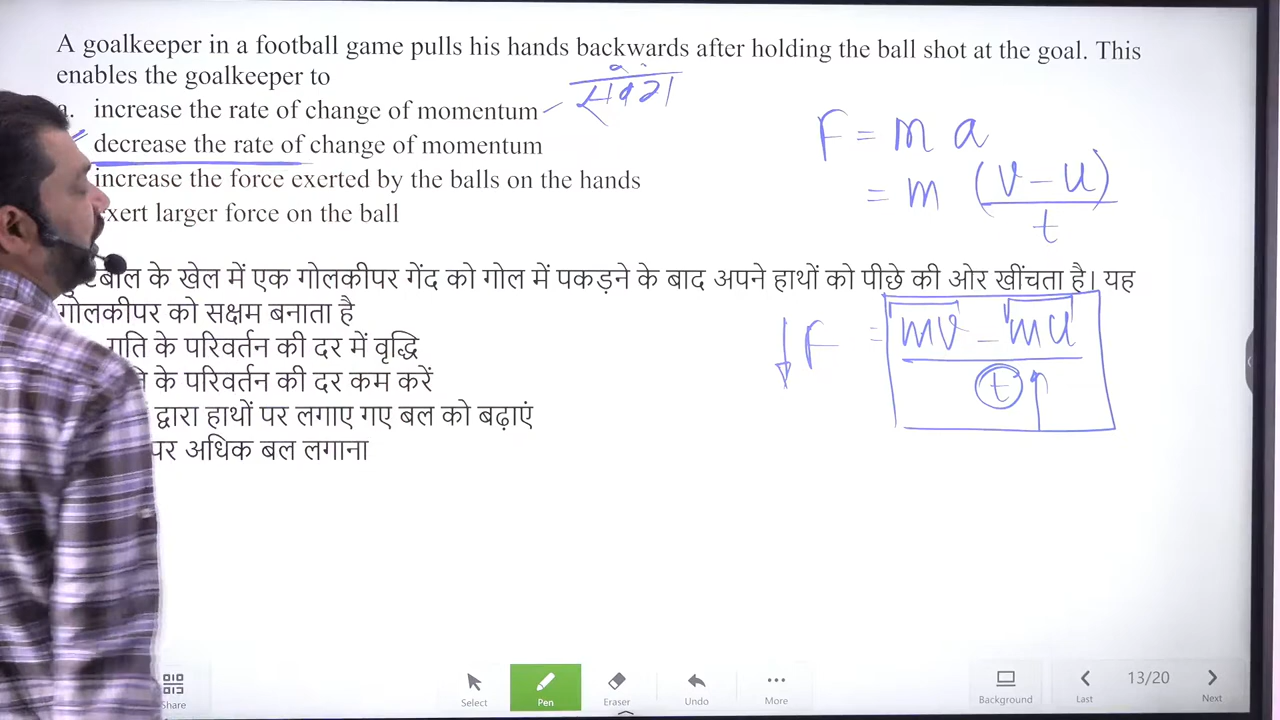 A goalkeeper in a football game pulls his hands backwards after holding the ball shot at the goal. This
enables the goalkeeper to
a. increase the rate of change of momentum
decrease the rate of change of momentum
increase the force exerted by the balls on the hands
exert larger force on the ball
F = m a
= m (v - u)
t
के खेल में एक गोलकीपर गेंद को गोल में पकड़ने के बाद अपने हाथों को पीछे की ओर खींचता है। यह
गोलकीपर को सक्षम बनाता है
गति के परिवर्तन की दर में वृद्धि
के परिवर्तन की दर कम करें
द्वारा हाथों पर लगाए गए बल को बढ़ाएं
पर अधिक बल लगाना
↓ F = mv - mu
t ↑
Share
Select
Pen
Eraser
Undo
More
Background
Last
13/20
Next